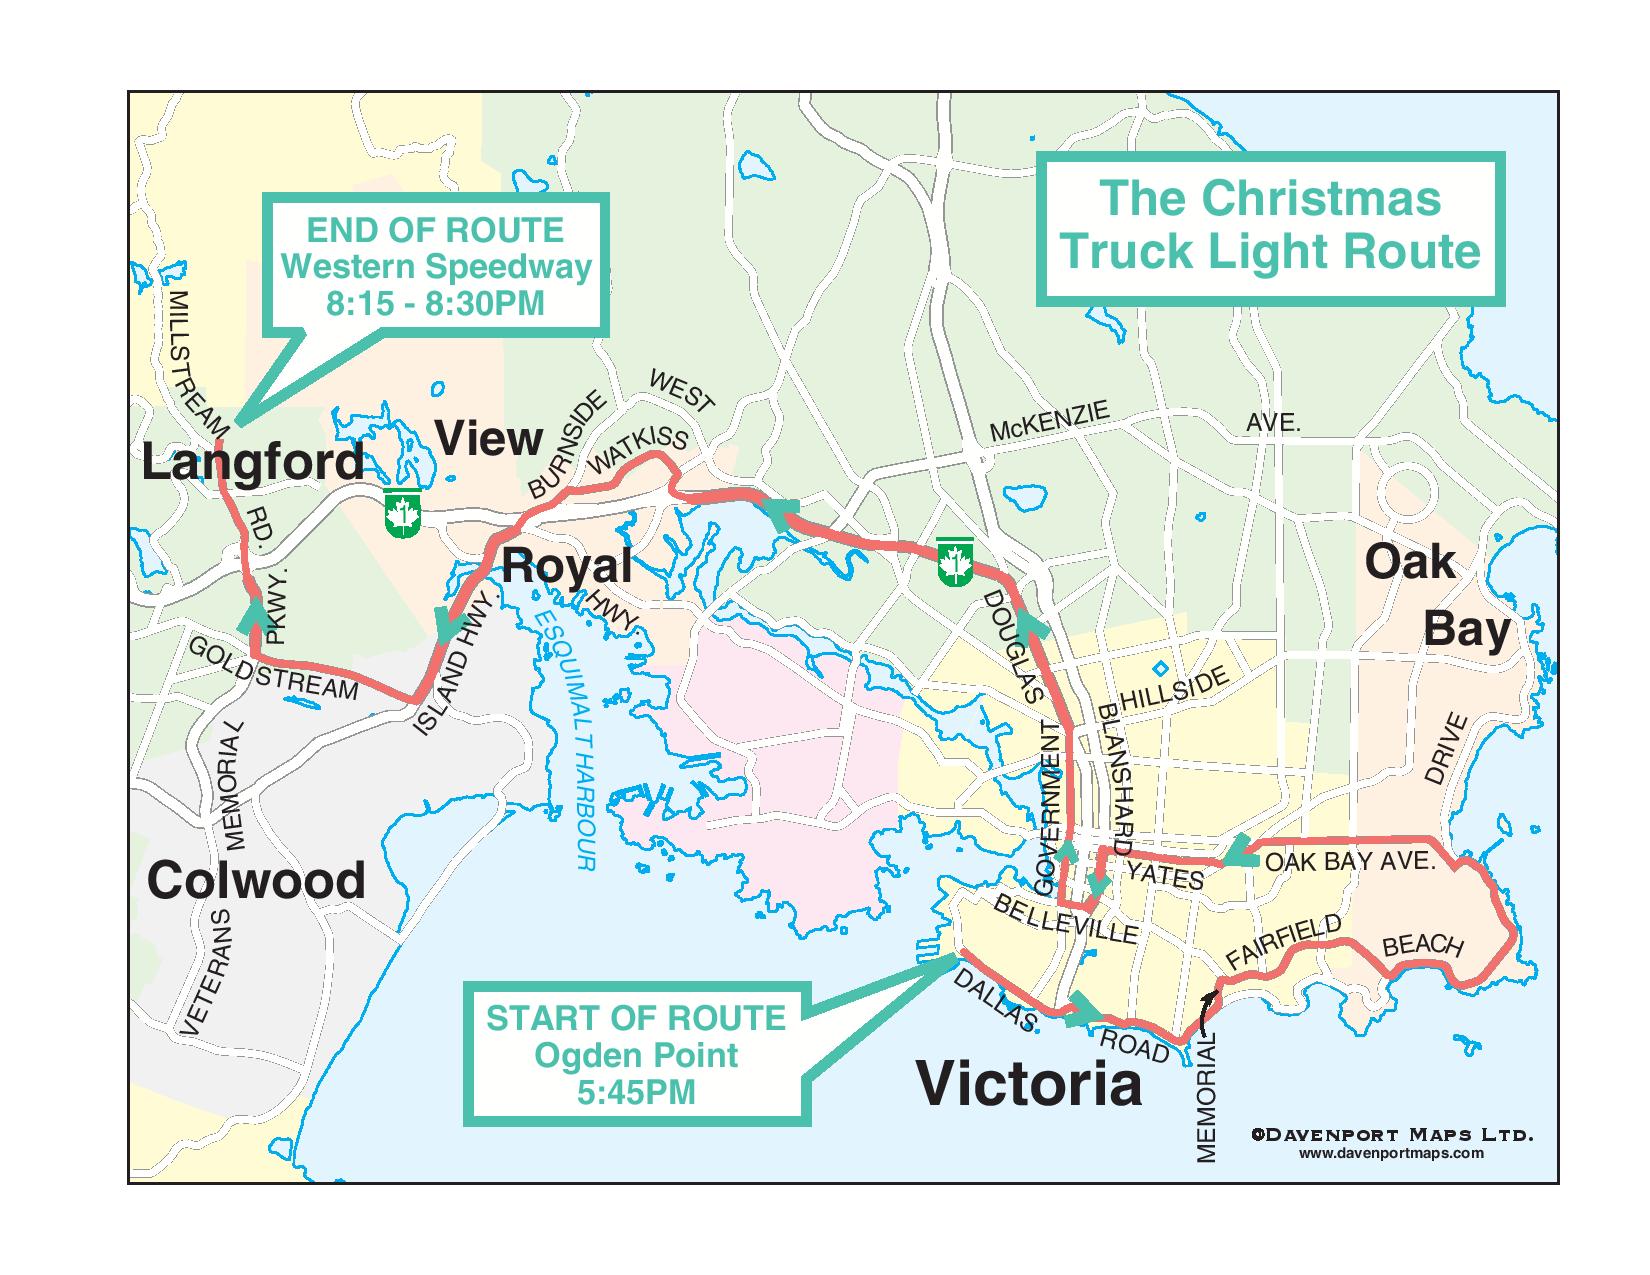 The Christmas
Truck Light Route
END OF ROUTE
Western Speedway
8:15 - 8:30PM
MILLSTREAM
RD.
Langford
View
Royal
BURNSIDE
WEST
WATKISS
McKENZIE
AVE.
1
1
Oak
Bay
PKWY.
GOLDSTREAM
ISLAND HWY.
HWY.
ESQUIMALT HARBOUR
DOUGLAS
HILLSIDE
BLANSHARD
GOVERNMENT
DRIVE
VETERANS MEMORIAL
Colwood
YATES
OAK BAY AVE.
BELLEVILLE
FAIRFIELD
BEACH
DALLAS
ROAD
MEMORIAL
START OF ROUTE
Ogden Point
5:45PM
Victoria
©DAVENPORT MAPS LTD.
www.davenportmaps.com